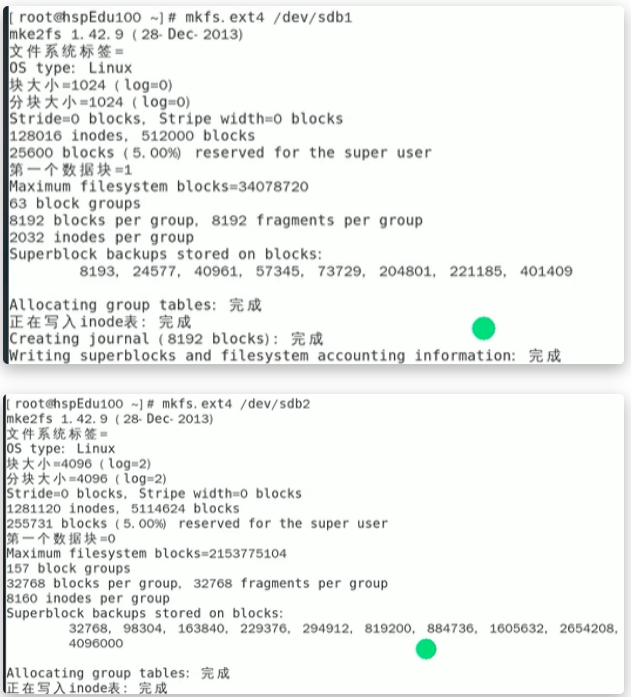 [root@hspEdu100 ~]# mkfs.ext4 /dev/sdb1
mke2fs 1.42.9 (28-Dec-2013)
文件系统标签=
OS type: Linux
块大小=1024 (log=0)
分块大小=1024 (log=0)
Stride=0 blocks, Stripe width=0 blocks
128016 inodes, 512000 blocks
25600 blocks (5.00%) reserved for the super user
第一个数据块=1
Maximum filesystem blocks=34078720
63 block groups
8192 blocks per group, 8192 fragments per group
2032 inodes per group
Superblock backups stored on blocks:
8193, 24577, 40961, 57345, 73729, 204801, 221185, 401409
Allocating group tables: 完成
正在写入inode表: 完成
Creating journal (8192 blocks): 完成
Writing superblocks and filesystem accounting information: 完成
[root@hspEdu100 ~]# mkfs.ext4 /dev/sdb2
mke2fs 1.42.9 (28-Dec-2013)
文件系统标签=
OS type: Linux
块大小=4096 (log=2)
分块大小=4096 (log=2)
Stride=0 blocks, Stripe width=0 blocks
1281120 inodes, 5114624 blocks
255731 blocks (5.00%) reserved for the super user
第一个数据块=0
Maximum filesystem blocks=2153775104
157 block groups
32768 blocks per group, 32768 fragments per group
8160 inodes per group
Superblock backups stored on blocks:
32768, 98304, 163840, 229376, 294912, 819200, 884736, 1605632, 2654208,
4096000
Allocating group tables: 完成
正在写入inode表: 完成